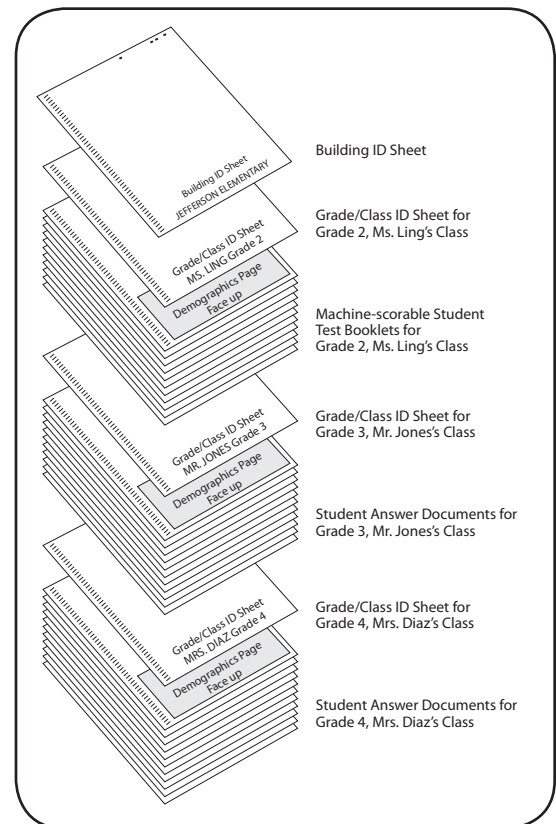 Building ID Sheet
JEFFERSON ELEMENTARY
Building ID Sheet
Grade/Class ID Sheet
MS. LING Grade 2
Grade/Class ID Sheet for
Grade 2, Ms. Ling's Class
Demographics Page
Face up
Machine-scorable Student
Test Booklets for
Grade 2, Ms. Ling's Class
Grade/Class ID Sheet
MR. JONES Grade 3
Grade/Class ID Sheet for
Grade 3, Mr. Jones's Class
Demographics Page
Face up
Student Answer Documents for
Grade 3, Mr. Jones's Class
Grade/Class ID Sheet
MRS. DIAZ Grade 4
Grade/Class ID Sheet for
Grade 4, Mrs. Diaz's Class
Demographics Page
Face up
Student Answer Documents for
Grade 4, Mrs. Diaz's Class